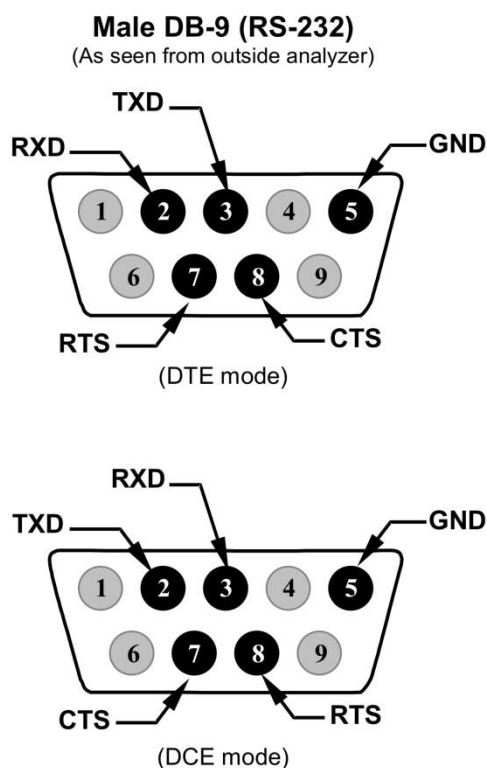 Male DB-9 (RS-232)
(As seen from outside analyzer)
TXD
RXD
GND
1 2 3 4 5
6 7 8 9
RTS
CTS
(DTE mode)
RXD
TXD
GND
1 2 3 4 5
6 7 8 9
CTS
RTS
(DCE mode)